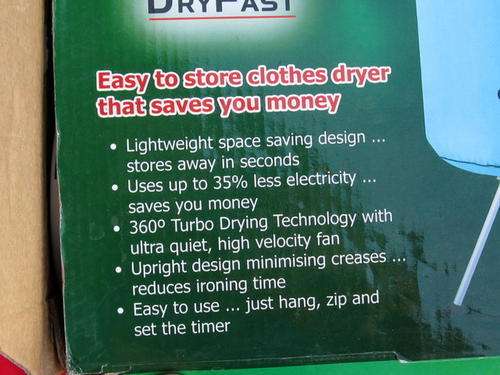 DRYFAST
Easy to store clothes dryer
that saves you money
• Lightweight space saving design ...
stores away in seconds
• Uses up to 35% less electricity ...
saves you money
• 360º Turbo Drying Technology with
ultra quiet, high velocity fan
• Upright design minimising creases ...
reduces ironing time
• Easy to use ... just hang, zip and
set the timer